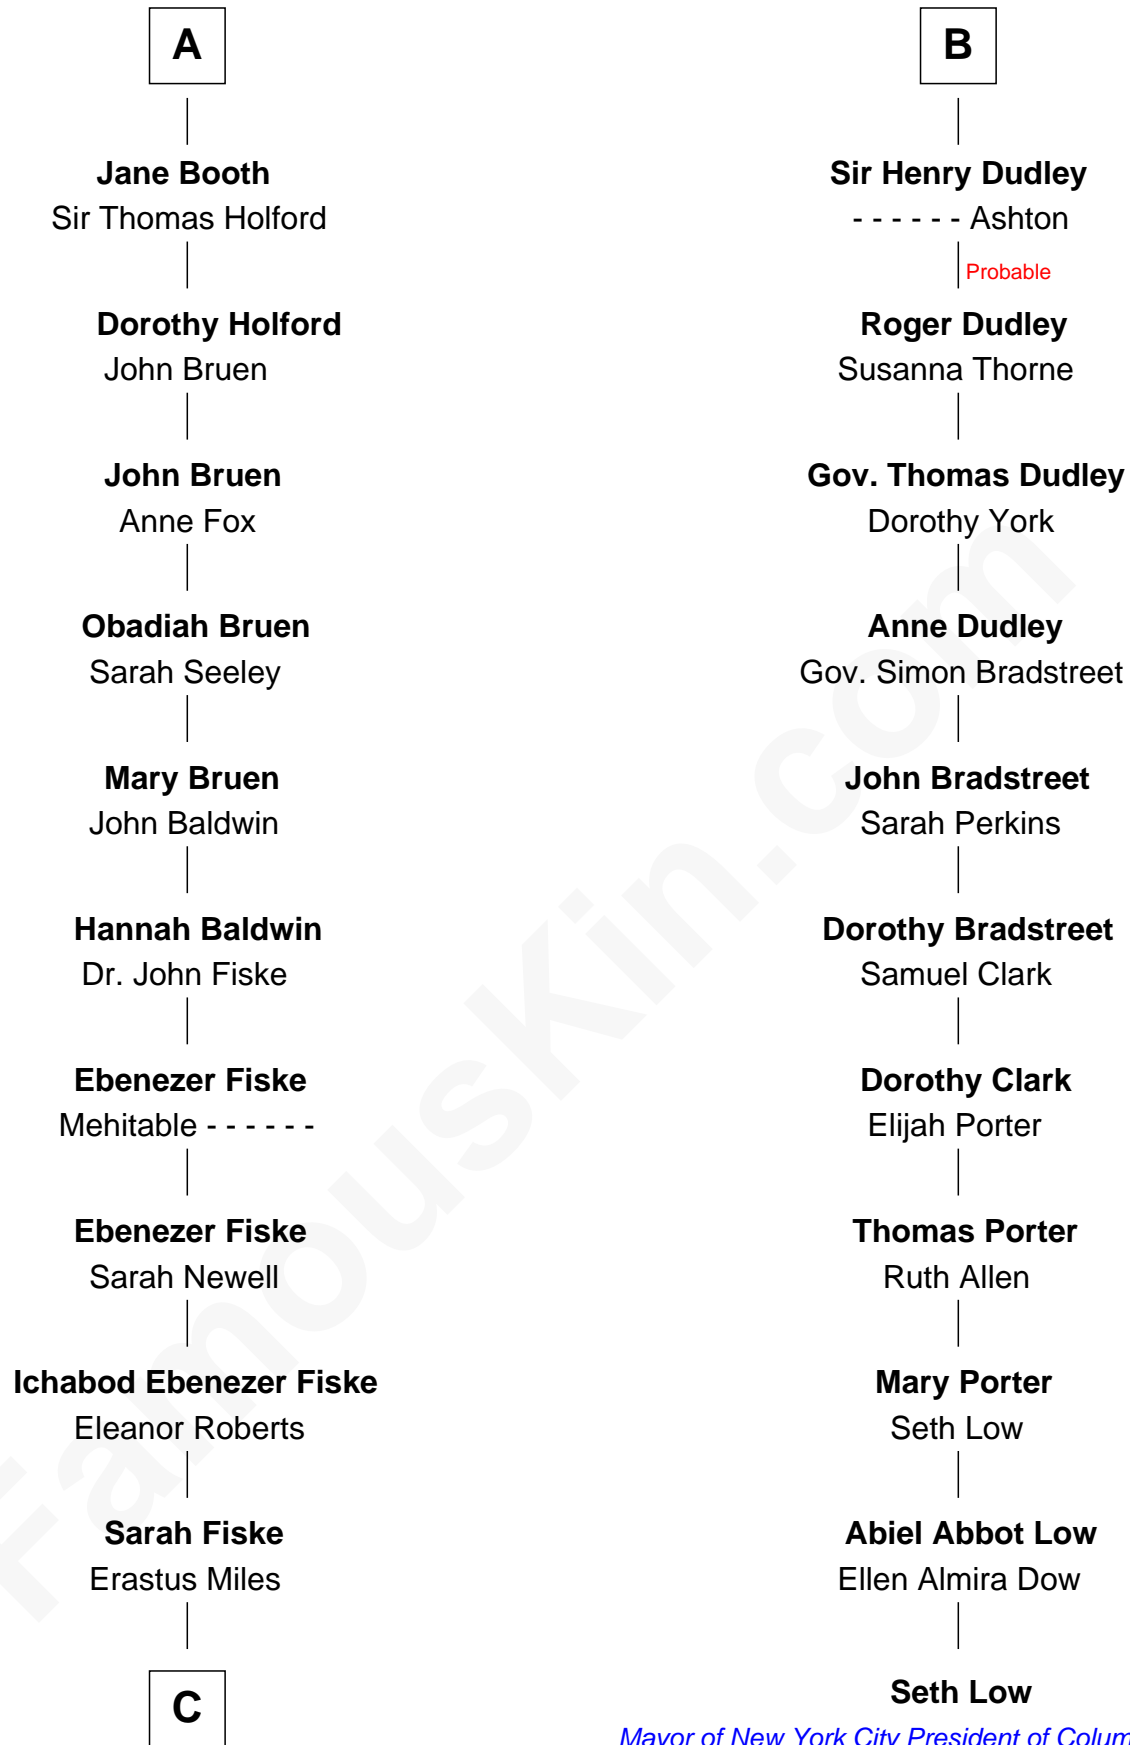 A
Jane Booth
Sir Thomas Holford
Dorothy Holford
John Bruen
John Bruen
Anne Fox
Obadiah Bruen
Sarah Seeley
Mary Bruen
John Baldwin
Hannah Baldwin
Dr. John Fiske
Ebenezer Fiske
Mehitable - - - - - -
Ebenezer Fiske
Sarah Newell
Ichabod Ebenezer Fiske
Eleanor Roberts
Sarah Fiske
Erastus Miles
C
B
Sir Henry Dudley
- - - - - - Ashton
Probable
Roger Dudley
Susanna Thorne
Gov. Thomas Dudley
Dorothy York
Anne Dudley
Gov. Simon Bradstreet
John Bradstreet
Sarah Perkins
Dorothy Bradstreet
Samuel Clark
Dorothy Clark
Elijah Porter
Thomas Porter
Ruth Allen
Mary Porter
Seth Low
Abiel Abbot Low
Ellen Almira Dow
Seth Low
Mayor of New York City President of Colum
FamousKin.com